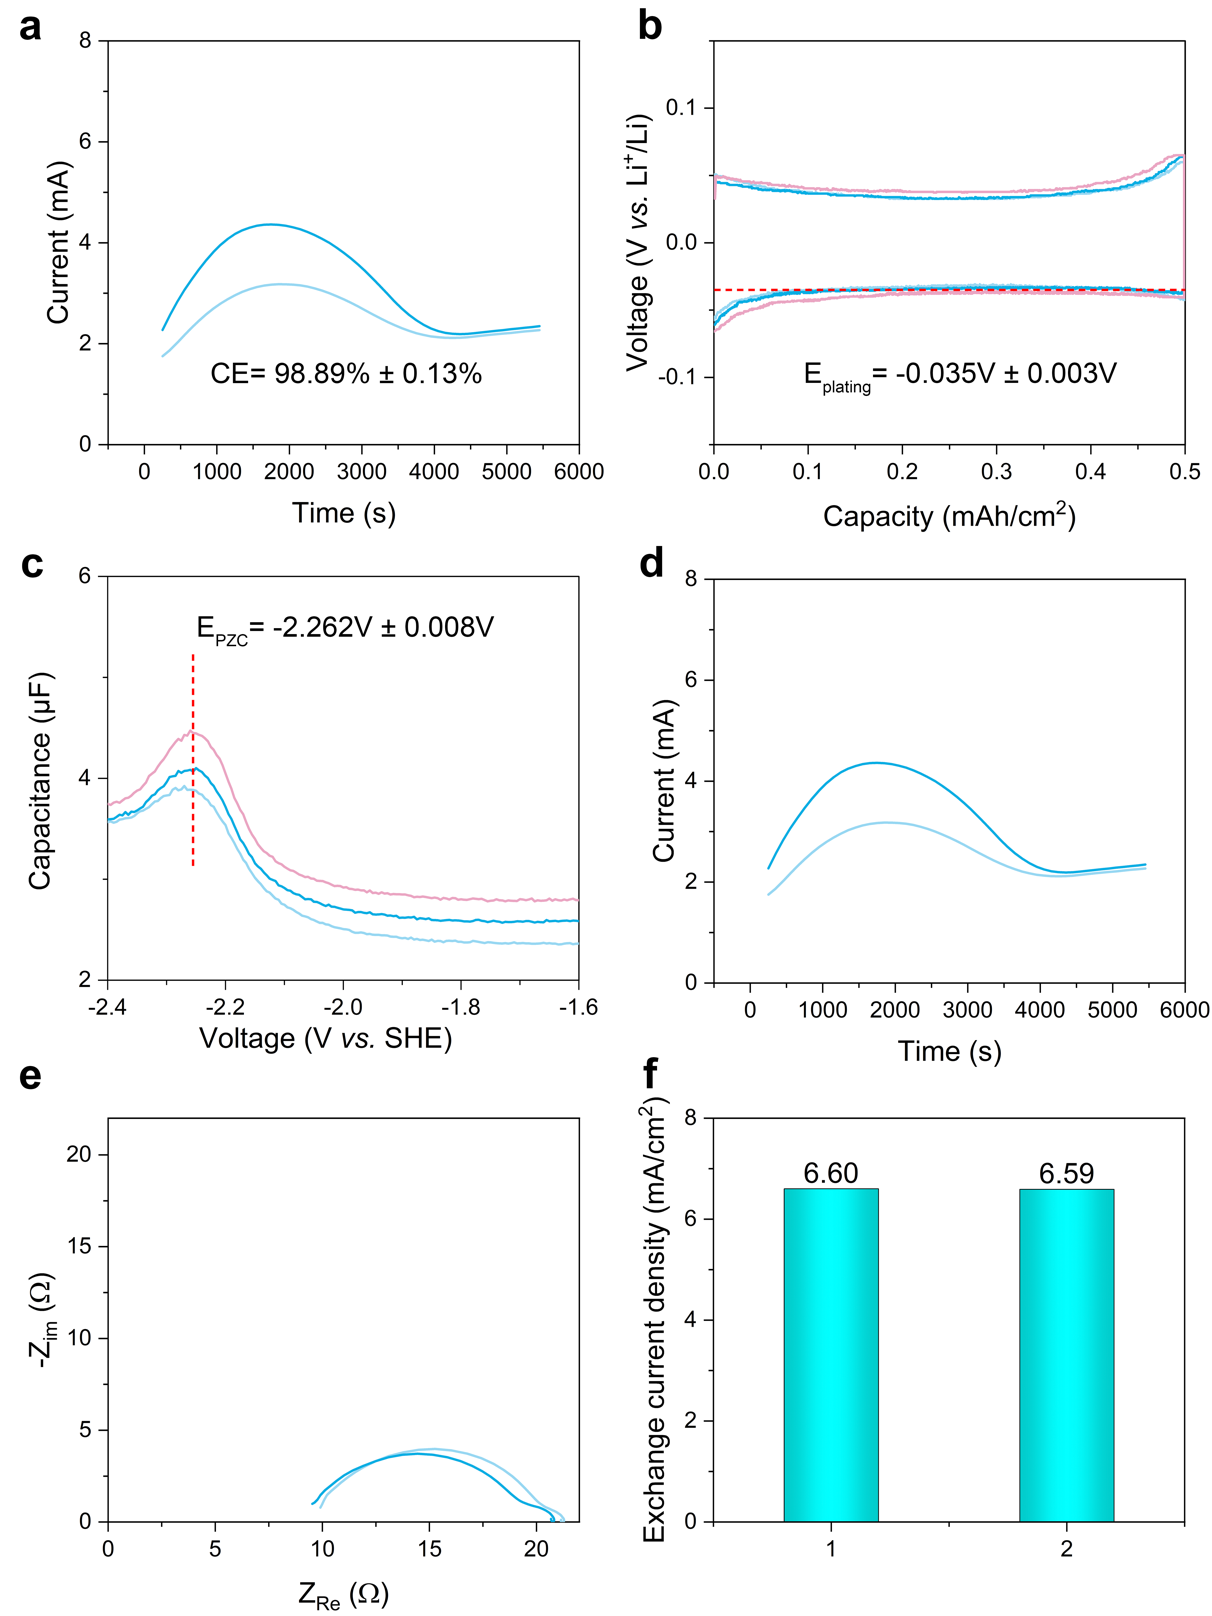 a
8
6
4
2
0
Current (mA)
CE= 98.89% ± 0.13%
0 1000 2000 3000 4000 5000 6000
Time (s)
b
0.1
0.0
-0.1
Voltage (V vs. Li⁺/Li)
E_plating= -0.035V ± 0.003V
0.0 0.1 0.2 0.3 0.4 0.5
Capacity (mAh/cm²)
c
6
4
2
Capacitance (μF)
E_PZC= -2.262V ± 0.008V
-2.4 -2.2 -2.0 -1.8 -1.6
Voltage (V vs. SHE)
d
8
6
4
2
0
Current (mA)
0 1000 2000 3000 4000 5000 6000
Time (s)
e
20
15
10
5
0
-Z_im (Ω)
0 5 10 15 20
Z_Re (Ω)
f
8
6
4
2
0
Exchange current density (mA/cm²)
6.60 6.59
1 2